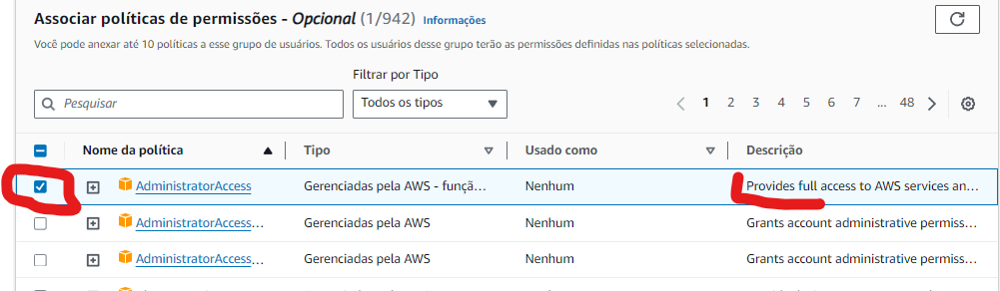 Associar políticas de permissões - Opcional (1/942) Informações
Você pode anexar até 10 políticas a esse grupo de usuários. Todos os usuários desse grupo terão as permissões definidas nas políticas selecionadas.
Filtrar por Tipo
Pesquisar
Todos os tipos
1 2 3 4 5 6 7 ... 48
Nome da política Tipo Usado como Descrição
AdministratorAccess Gerenciadas pela AWS - funçã... Nenhum Provides full access to AWS services an...
AdministratorAccess... Gerenciadas pela AWS Nenhum Grants account administrative permiss...
AdministratorAccess... Gerenciadas pela AWS Nenhum Grants account administrative permiss...